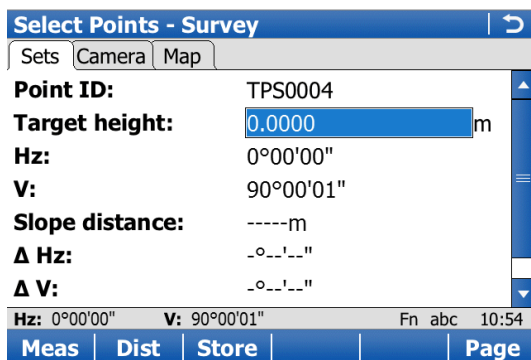 Select Points - Survey
Sets Camera Map
Point ID: TPS0004
Target height: 0.0000 m
Hz: 0°00'00"
V: 90°00'01"
Slope distance: -----m
Δ Hz: -°--'--"
Δ V: -°--'--"
Hz: 0°00'00" V: 90°00'01" Fn abc 10:54
Meas Dist Store Page